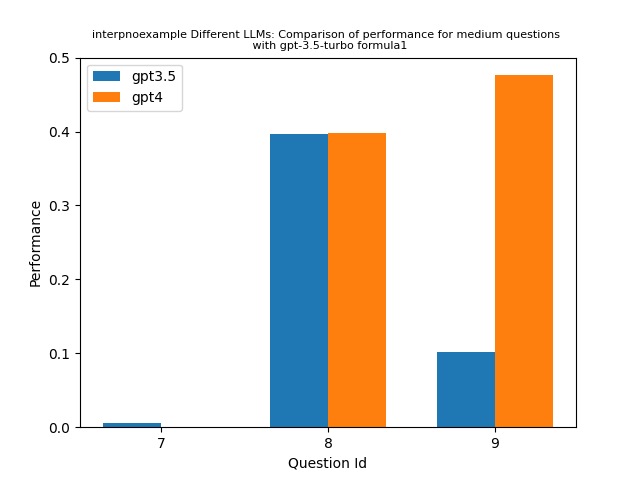 interpnoexample Different LLMs: Comparison of performance for medium questions
with gpt-3.5-turbo formula1
gpt3.5
gpt4
Performance
0.5
0.4
0.3
0.2
0.1
0.0
7
8
9
Question Id